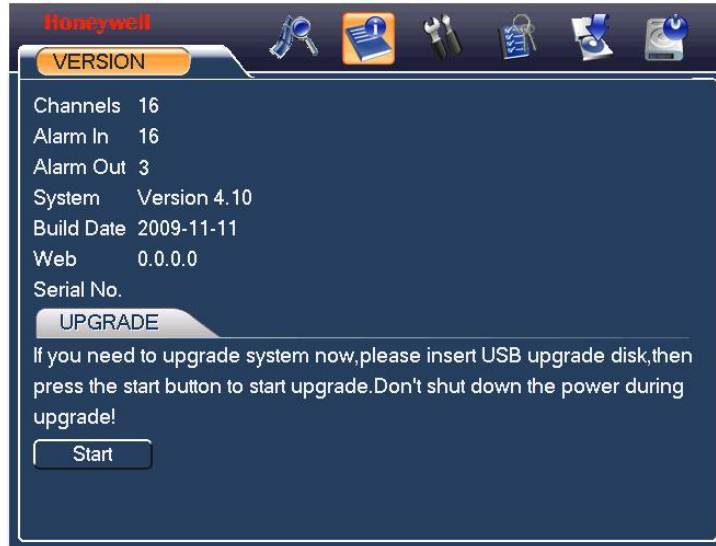 Honeywell
VERSION
Channels 16
Alarm In 16
Alarm Out 3
System Version 4.10
Build Date 2009-11-11
Web 0.0.0.0
Serial No.
UPGRADE
If you need to upgrade system now,please insert USB upgrade disk,then
press the start button to start upgrade.Don't shut down the power during
upgrade!
Start